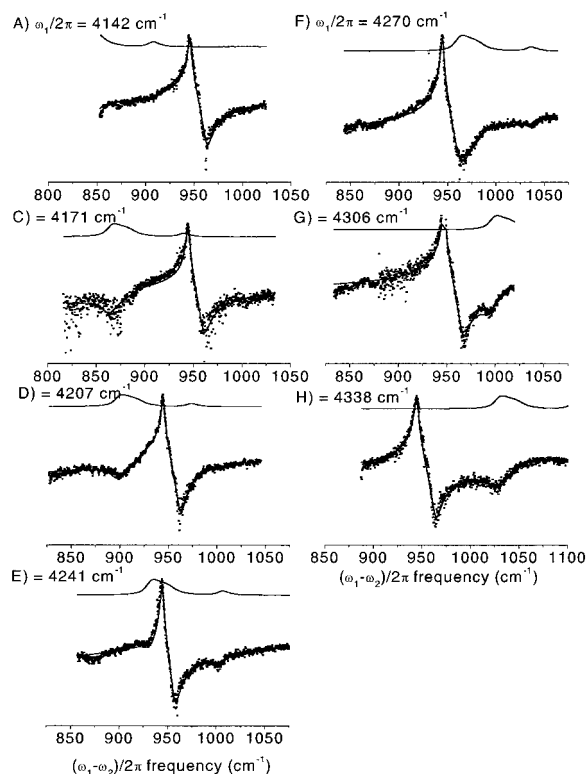 A) ω₁/2π = 4142 cm⁻¹
800 850 900 950 1000 1050
C) = 4171 cm⁻¹
800 850 900 950 1000 1050
D) = 4207 cm⁻¹
850 900 950 1000 1050
E) = 4241 cm⁻¹
850 900 950 1000 1050
(ω₁-ω₂)/2π frequency (cm⁻¹)
F) ω₁/2π = 4270 cm⁻¹
850 900 950 1000 1050
G) = 4306 cm⁻¹
850 900 950 1000 1050
H) = 4338 cm⁻¹
850 900 950 1000 1050 1100
(ω₁-ω₂)/2π frequency (cm⁻¹)